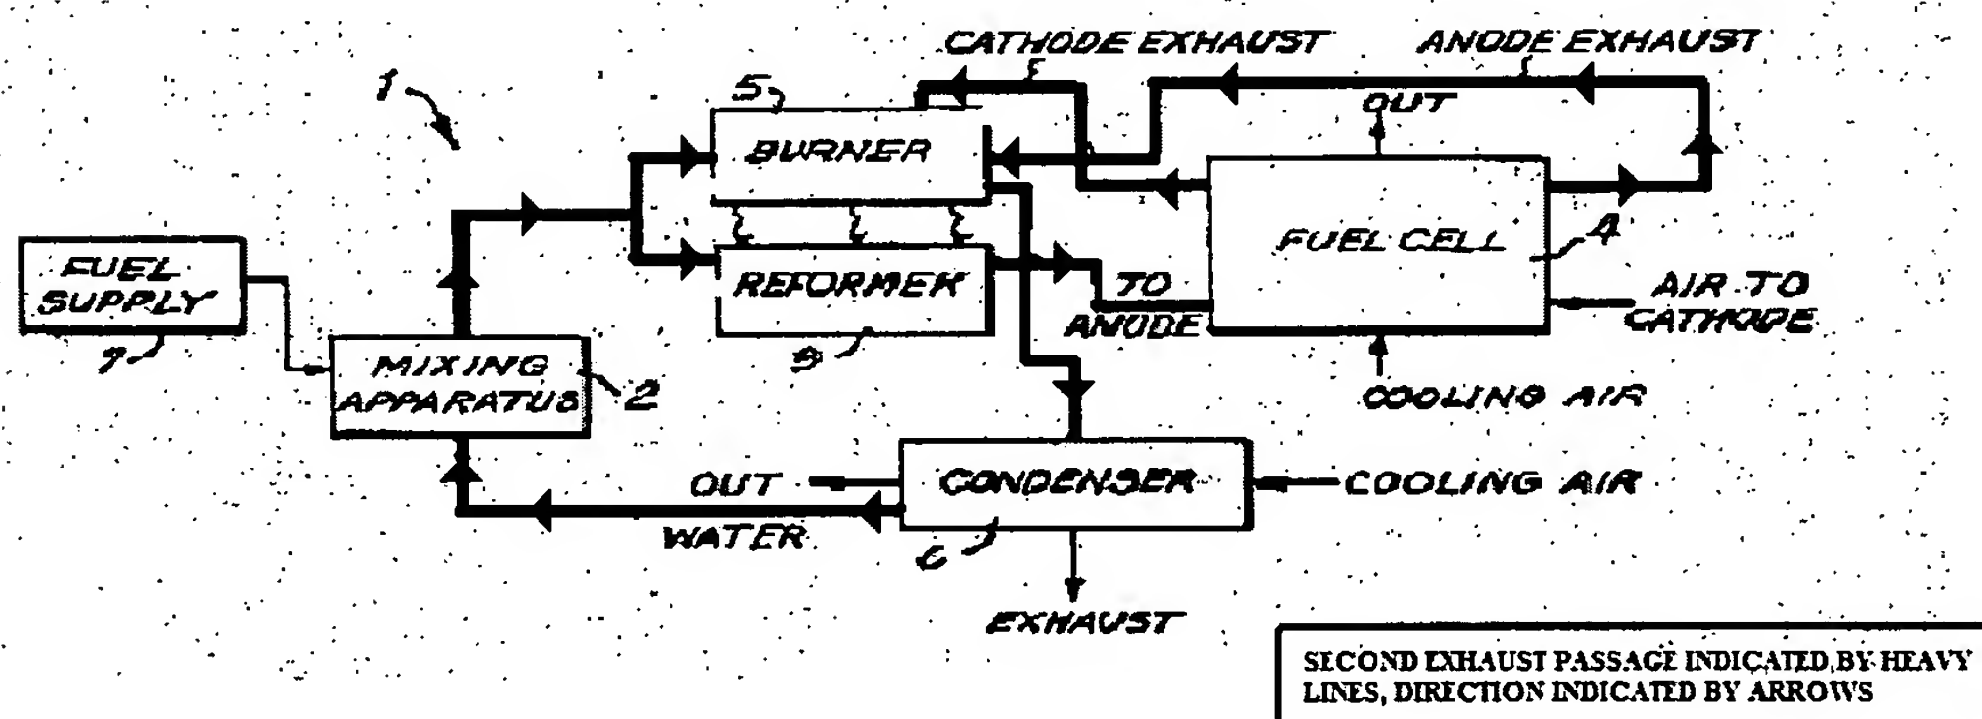 CATHODE EXHAUST
ANODE EXHAUST
1
5
OUT
BURNER
FUEL CELL
4
FUEL
SUPPLY
REFORMER
TO
ANODE
AIR TO
CATHODE
7
MIXING
APPARATUS
2
3
COOLING AIR
OUT
CONDENSER
COOLING AIR
WATER
6
EXHAUST
SECOND EXHAUST PASSAGE INDICATED BY HEAVY
LINES, DIRECTION INDICATED BY ARROWS